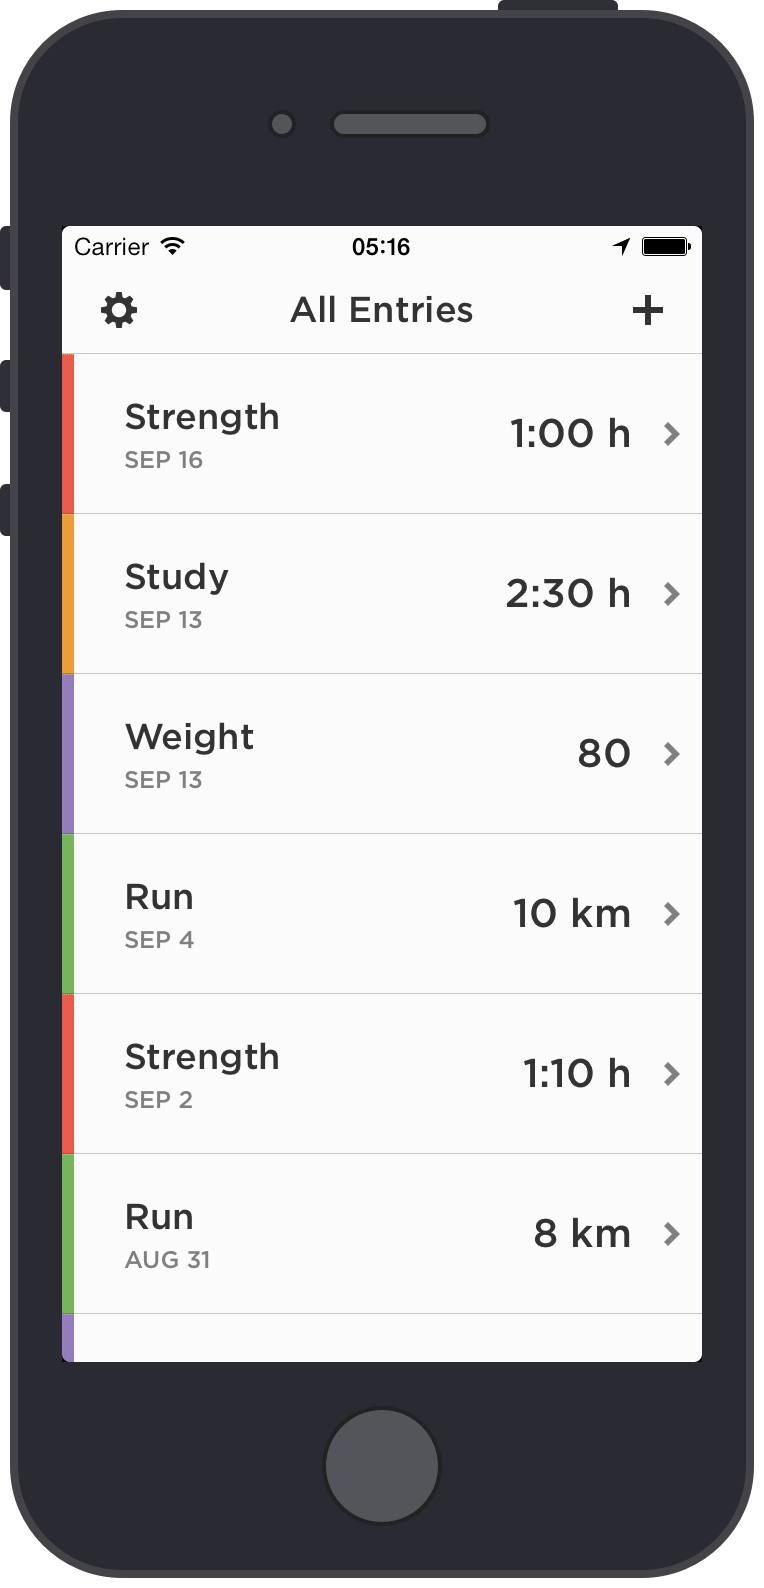 Carrier 05:16
All Entries
Strength
SEP 16
1:00 h
Study
SEP 13
2:30 h
Weight
SEP 13
80
Run
SEP 4
10 km
Strength
SEP 2
1:10 h
Run
AUG 31
8 km